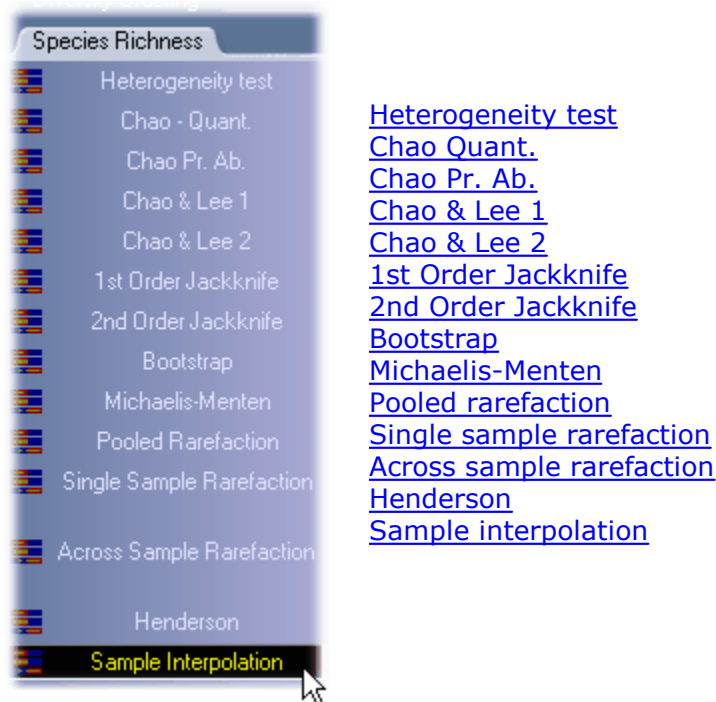 Species Richness
Heterogeneity test
Chao - Quant.
Chao Pr. Ab.
Chao & Lee 1
Chao & Lee 2
1st Order Jackknife
2nd Order Jackknife
Bootstrap
Michaelis-Menten
Pooled Rarefaction
Single Sample Rarefaction
Across Sample Rarefaction
Henderson
Sample Interpolation
Heterogeneity test
Chao Quant.
Chao Pr. Ab.
Chao & Lee 1
Chao & Lee 2
1st Order Jackknife
2nd Order Jackknife
Bootstrap
Michaelis-Menten
Pooled rarefaction
Single sample rarefaction
Across sample rarefaction
Henderson
Sample interpolation